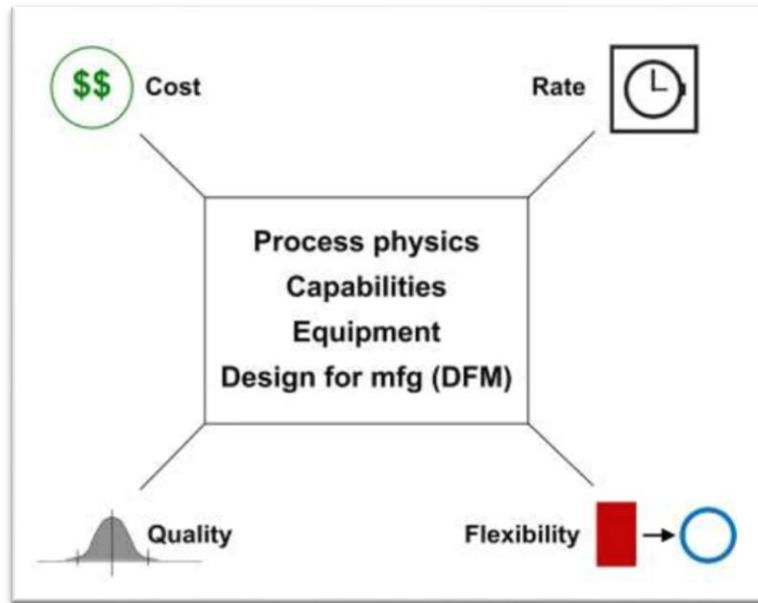 $$ Cost
Rate
Process physics
Capabilities
Equipment
Design for mfg (DFM)
Quality
Flexibility